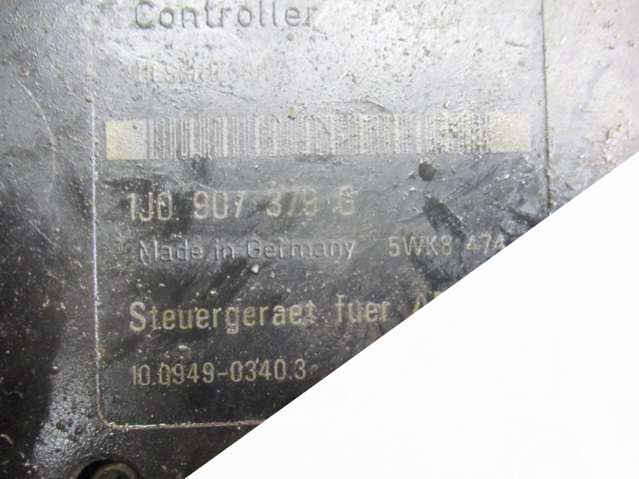 Controller
1J0 907 379 G
Made in Germany 5WK8 474
Steuergeraet fuer
10.0949-0340.3